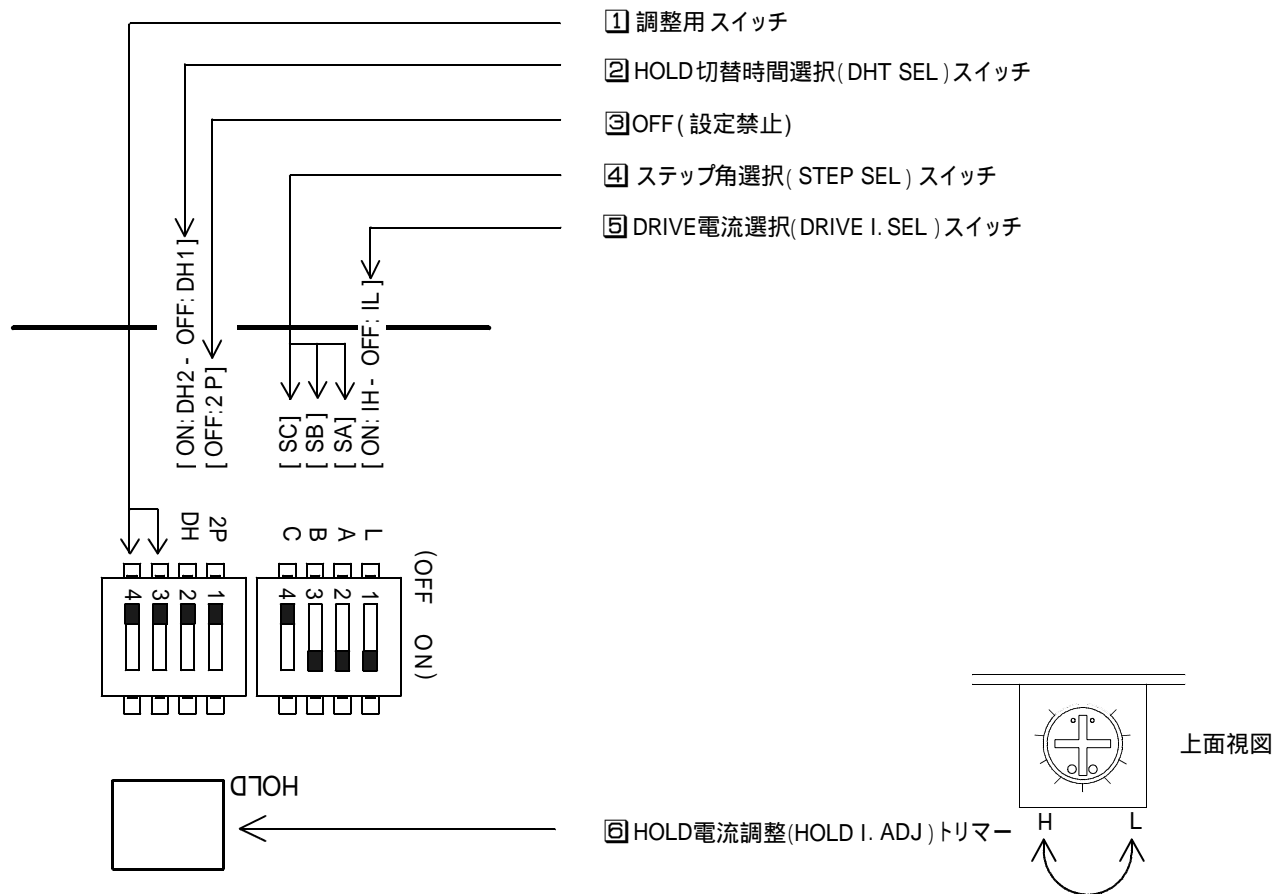 1 調整用 スイッチ
2 HOLD切替時間選択(DHT SEL)スイッチ
3 OFF(設定禁止)
4 ステップ角選択(STEP SEL)スイッチ
5 DRIVE電流選択(DRIVE I. SEL)スイッチ
[ON:DH2 - OFF:DH1]
[OFF:2P]
[SC]
[SB]
[SA]
[ON: IH - OFF: IL]
DH
2P
C
B
A
L
(OFF ON)
4 3 2 1
4 3 2 1
HOLD
6 HOLD電流調整(HOLD I. ADJ)トリマー
上面視図
H L